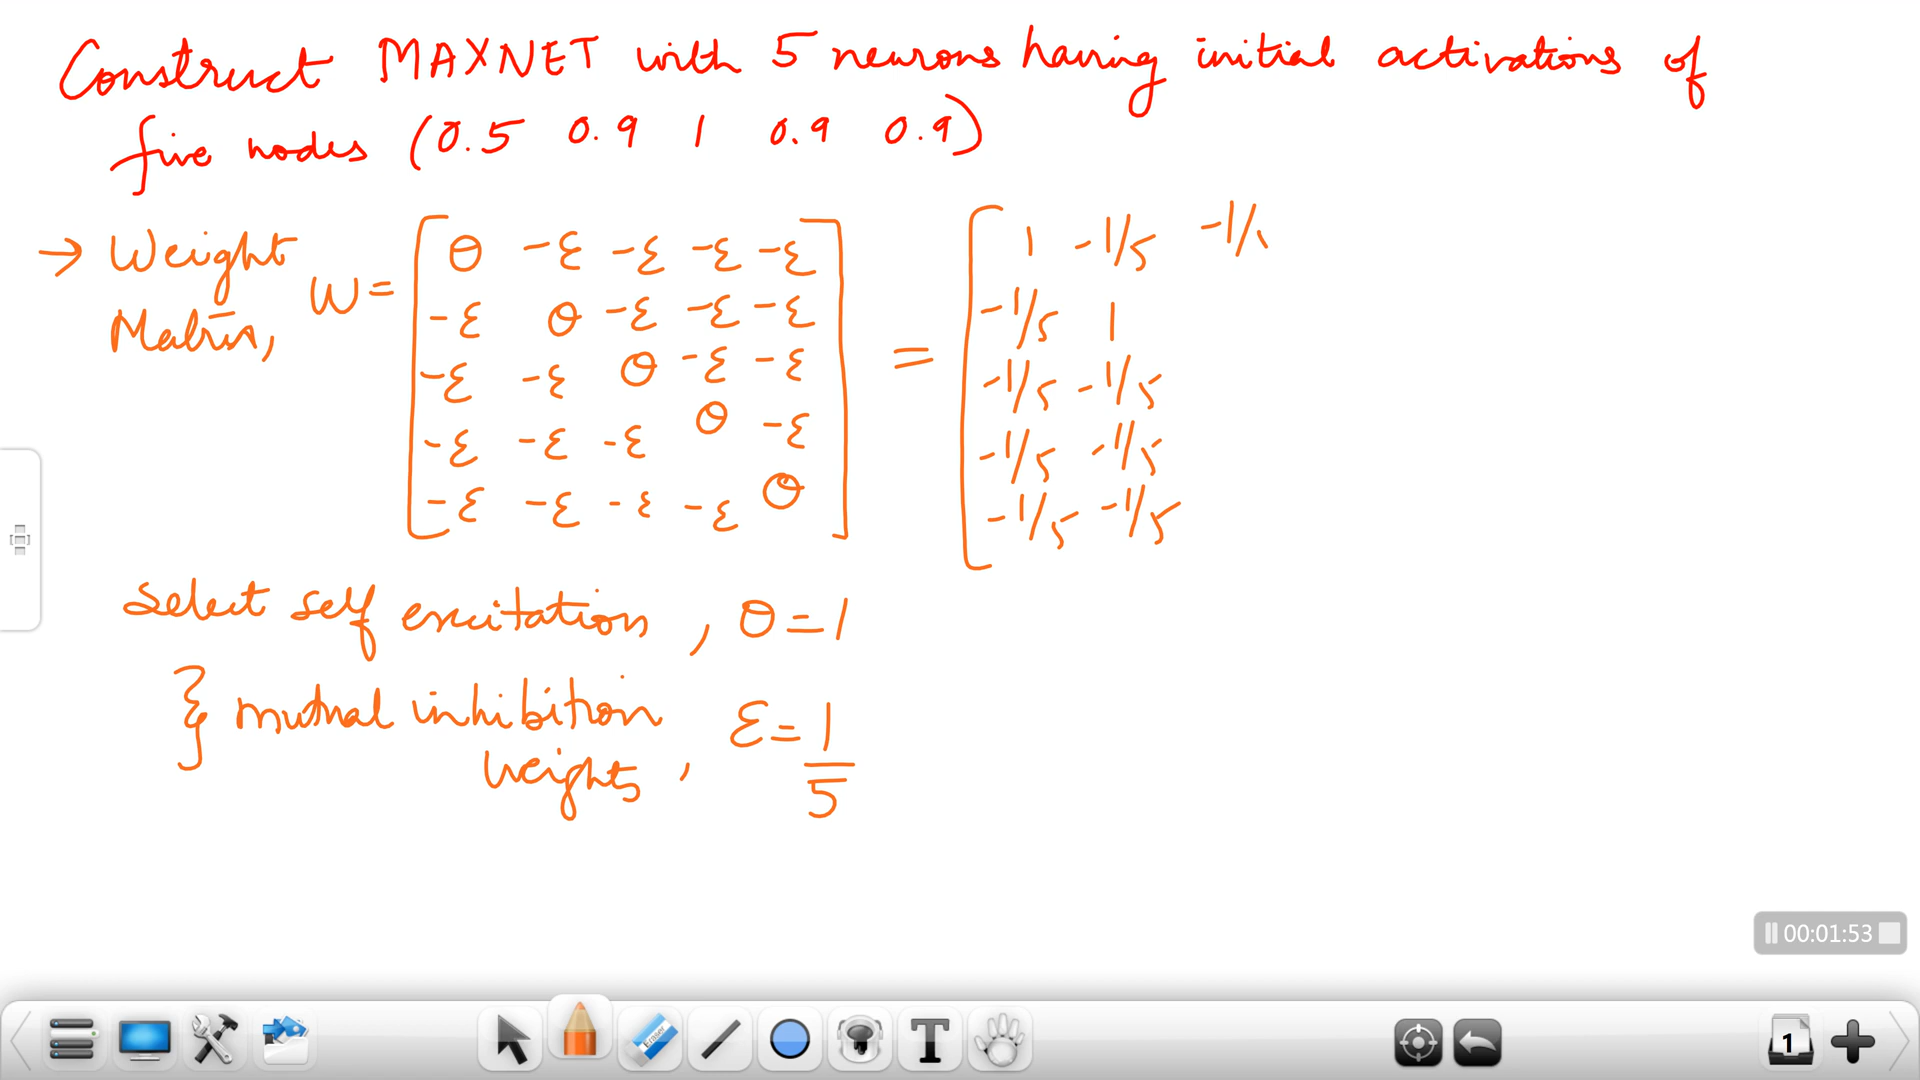 Construct MAXNET with 5 neurons having initial activations of
five nodes (0.5 0.9 1 0.9 0.9)
→ Weight Matrix, W =
θ -ε -ε -ε -ε
-ε θ -ε -ε -ε
-ε -ε θ -ε -ε
-ε -ε -ε θ -ε
-ε -ε -ε -ε θ
=
1 -1/5 -1/
-1/5 1
-1/5 -1/5
-1/5 -1/5
-1/5 -1/5
Select self excitation, θ = 1
} mutual inhibition weights, ε = 1/5
00:01:53
Eraser
T
1